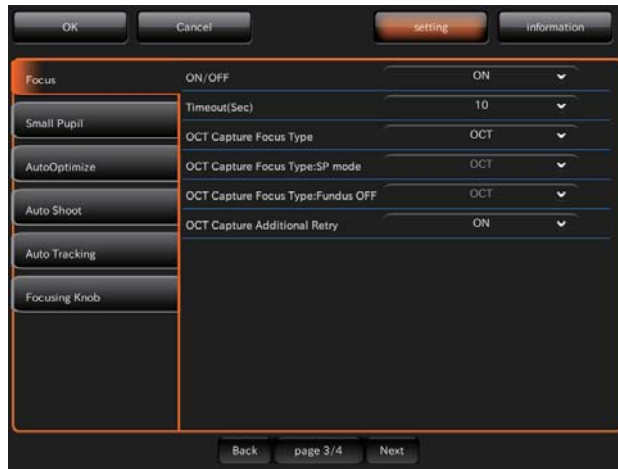 OK Cancel setting information
Focus
Small Pupil
AutoOptimize
Auto Shoot
Auto Tracking
Focusing Knob
ON/OFF ON
Timeout(Sec) 10
OCT Capture Focus Type OCT
OCT Capture Focus Type:SP mode OCT
OCT Capture Focus Type:Fundus OFF OCT
OCT Capture Additional Retry ON
Back page 3/4 Next